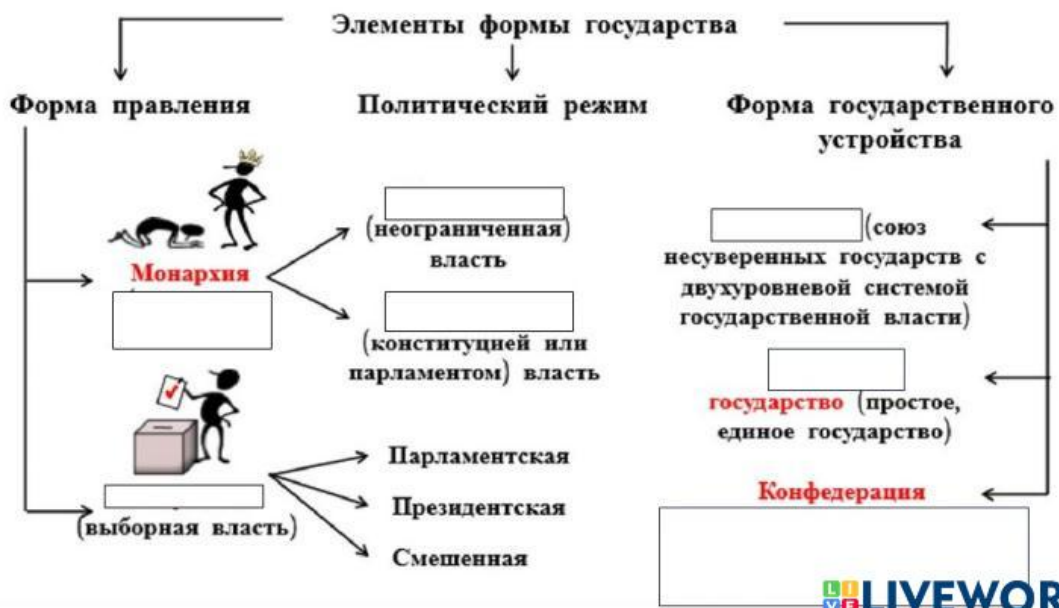 Элементы формы государства
Форма правления
Политический режим
Форма государственного
устройства
Монархия
(неограниченная)
власть
(конституцией или
парламентом) власть
(выборная власть)
Парламентская
Президентская
Смешенная
(союз
несуверенных государств с
двухуровневой системой
государственной власти)
государство (простое,
единое государство)
Конфедерация
LIVEWOR